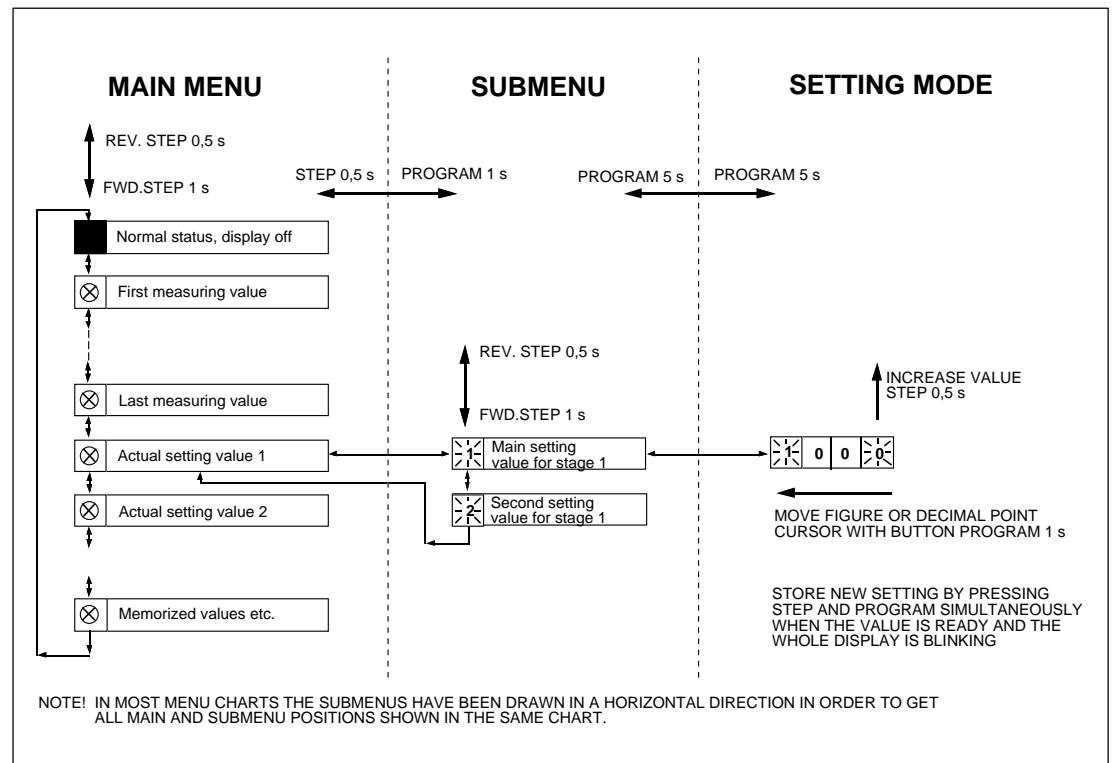 MAIN MENU
SUBMENU
SETTING MODE
REV. STEP 0,5 s
FWD.STEP 1 s
STEP 0,5 s
PROGRAM 1 s
PROGRAM 5 s
PROGRAM 5 s
Normal status, display off
First measuring value
Last measuring value
Actual setting value 1
Actual setting value 2
Memorized values etc.
REV. STEP 0,5 s
FWD.STEP 1 s
1
Main setting
value for stage 1
2
Second setting
value for stage 1
INCREASE VALUE
STEP 0,5 s
1 0 0 0
MOVE FIGURE OR DECIMAL POINT
CURSOR WITH BUTTON PROGRAM 1 s
STORE NEW SETTING BY PRESSING
STEP AND PROGRAM SIMULTANEOUSLY
WHEN THE VALUE IS READY AND THE
WHOLE DISPLAY IS BLINKING
NOTE! IN MOST MENU CHARTS THE SUBMENUS HAVE BEEN DRAWN IN A HORIZONTAL DIRECTION IN ORDER TO GET
ALL MAIN AND SUBMENU POSITIONS SHOWN IN THE SAME CHART.